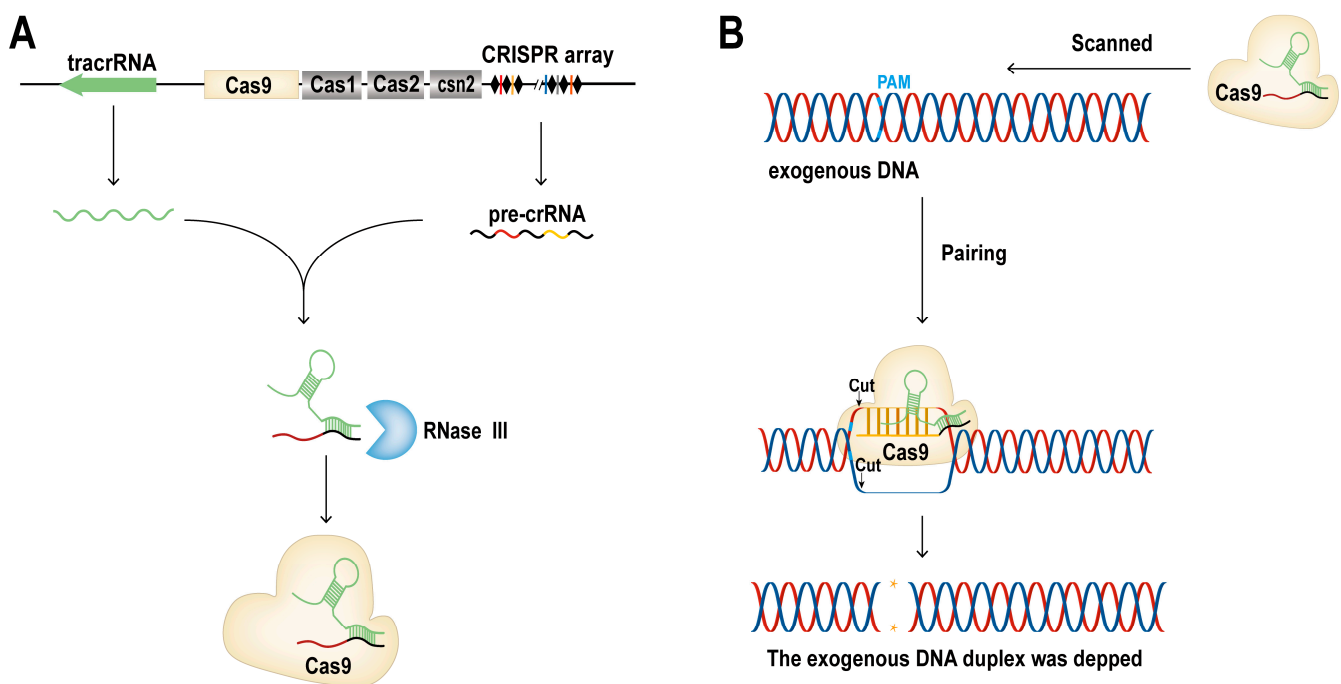 A
tracrRNA
Cas9
Cas1
Cas2
csn2
CRISPR array
pre-crRNA
RNase III
Cas9
B
Scanned
Cas9
PAM
exogenous DNA
Pairing
Cut
Cas9
Cut
The exogenous DNA duplex was depped